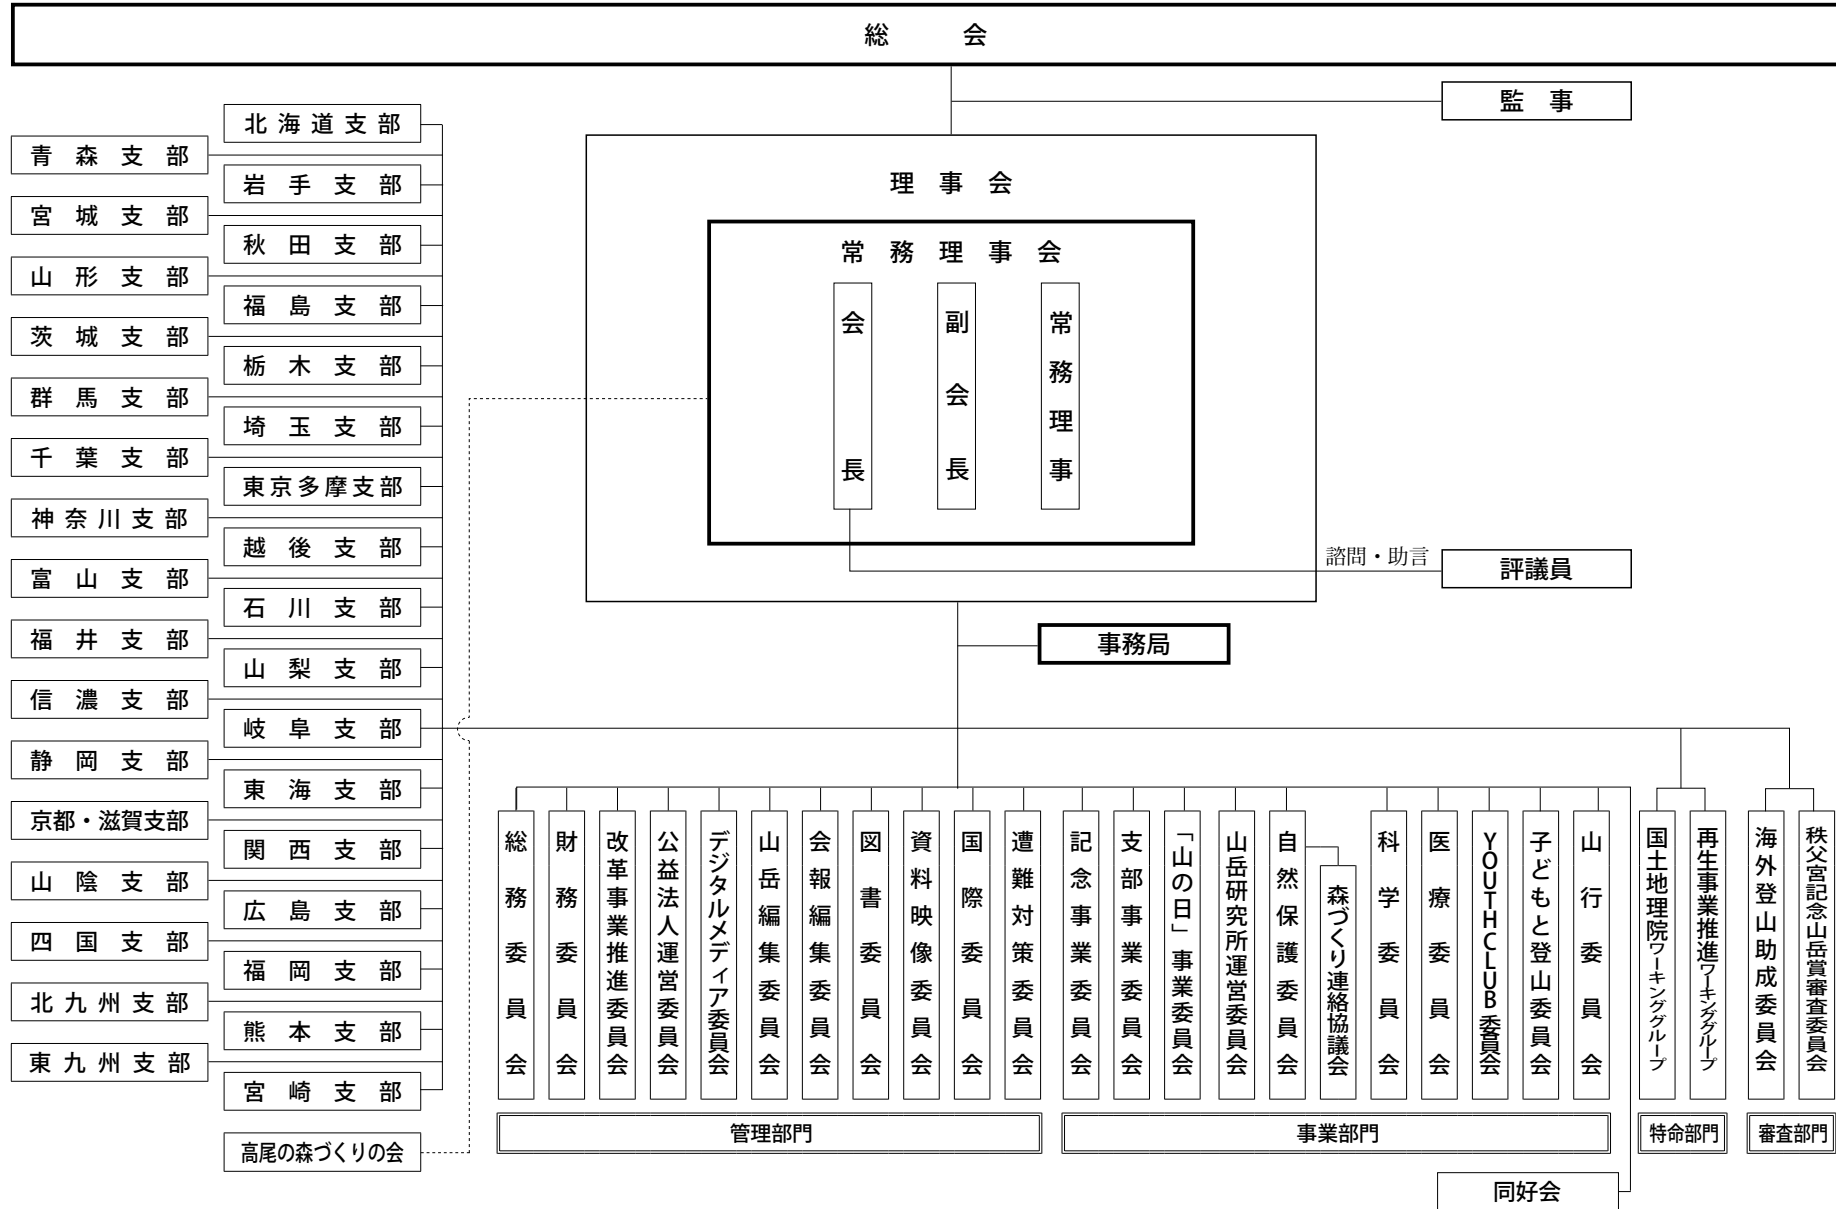 総会
監事
理事会
常務理事会
会長
副会長
常務理事
諮問・助言
評議員
事務局
北海道支部
青森支部
岩手支部
宮城支部
秋田支部
山形支部
福島支部
茨城支部
栃木支部
群馬支部
埼玉支部
千葉支部
東京多摩支部
神奈川支部
越後支部
富山支部
石川支部
福井支部
山梨支部
信濃支部
岐阜支部
静岡支部
東海支部
京都・滋賀支部
関西支部
山陰支部
広島支部
四国支部
福岡支部
北九州支部
熊本支部
東九州支部
宮崎支部
高尾の森づくりの会
総務委員会
財務委員会
改革事業推進委員会
公益法人運営委員会
デジタルメディア委員会
山岳編集委員会
会報編集委員会
図書委員会
資料映像委員会
国際委員会
遭難対策委員会
管理部門
記念事業委員会
支部事業委員会
「山の日」事業委員会
山岳研究所運営委員会
自然保護委員会
森づくり連絡協議会
科学委員会
医療委員会
YOUTH CLUB 委員会
子どもと登山委員会
山行委員会
事業部門
国土地理院ワーキンググループ
再生事業推進ワーキンググループ
特命部門
海外登山助成委員会
秩父宮記念山岳賞審査委員会
審査部門
同好会